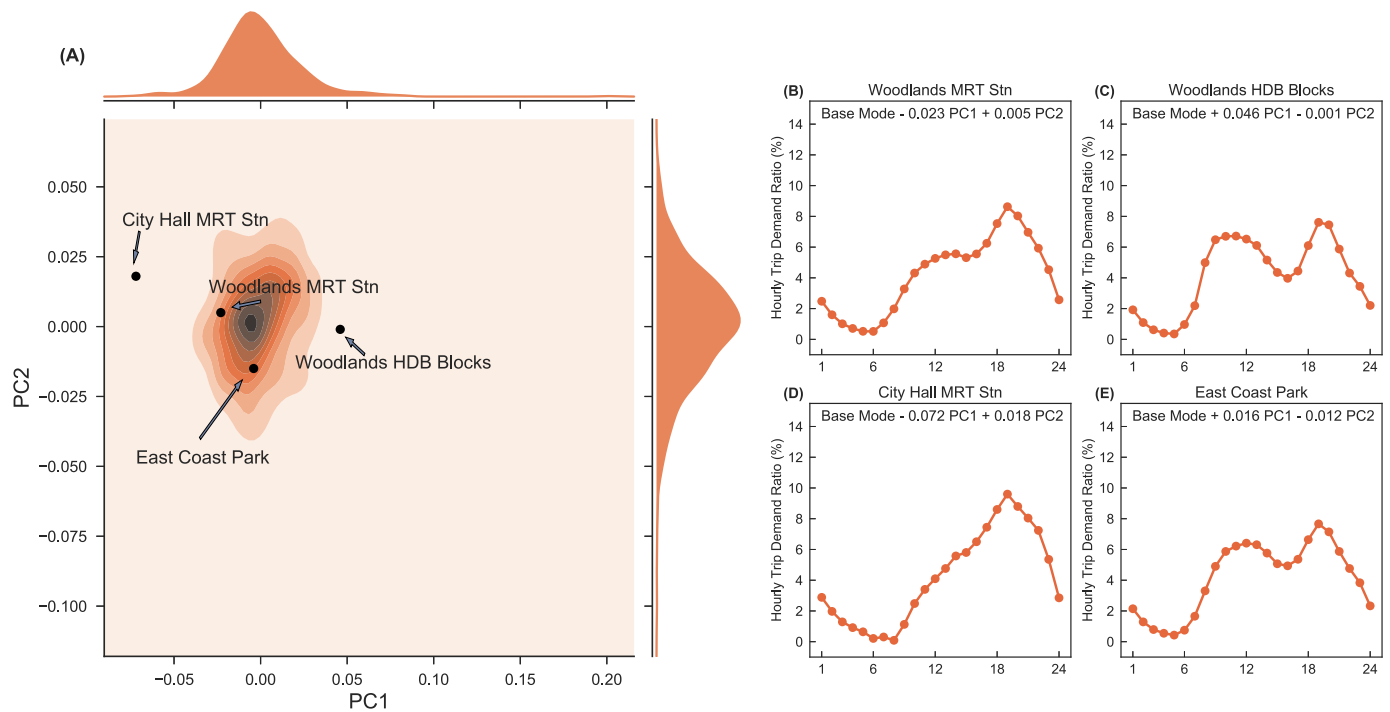 (A)
0.050
0.025
0.000
−0.025
−0.050
−0.075
−0.100
PC2
−0.05
0.00
0.05
0.10
0.15
0.20
PC1
City Hall MRT Stn
Woodlands MRT Stn
Woodlands HDB Blocks
East Coast Park
(B)
Woodlands MRT Stn
Base Mode - 0.023 PC1 + 0.005 PC2
Hourly Trip Demand Ratio (%)
14
12
10
8
6
4
2
0
1
6
12
18
24
(C)
Woodlands HDB Blocks
Base Mode + 0.046 PC1 - 0.001 PC2
Hourly Trip Demand Ratio (%)
14
12
10
8
6
4
2
0
1
6
12
18
24
(D)
City Hall MRT Stn
Base Mode - 0.072 PC1 + 0.018 PC2
Hourly Trip Demand Ratio (%)
14
12
10
8
6
4
2
0
1
6
12
18
24
(E)
East Coast Park
Base Mode + 0.016 PC1 - 0.012 PC2
Hourly Trip Demand Ratio (%)
14
12
10
8
6
4
2
0
1
6
12
18
24